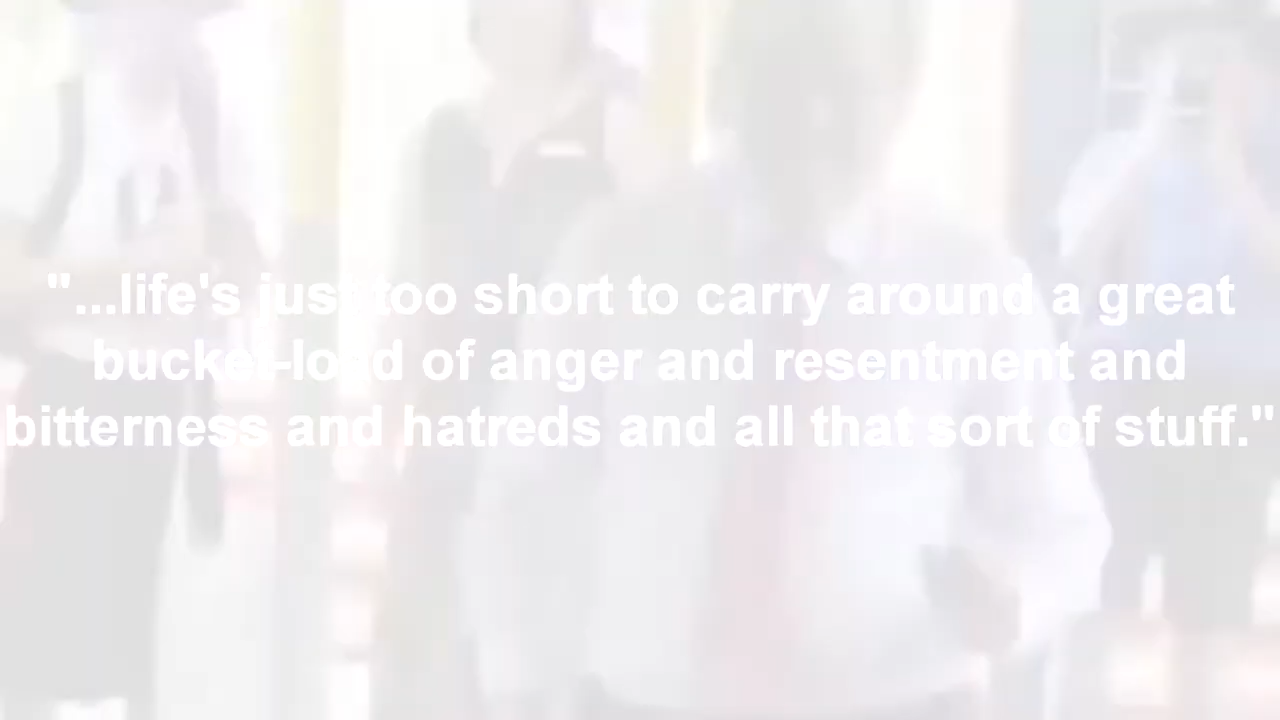 "...life's just too short to carry around a great
bucket-load of anger and resentment and
bitterness and hatreds and all that sort of stuff."